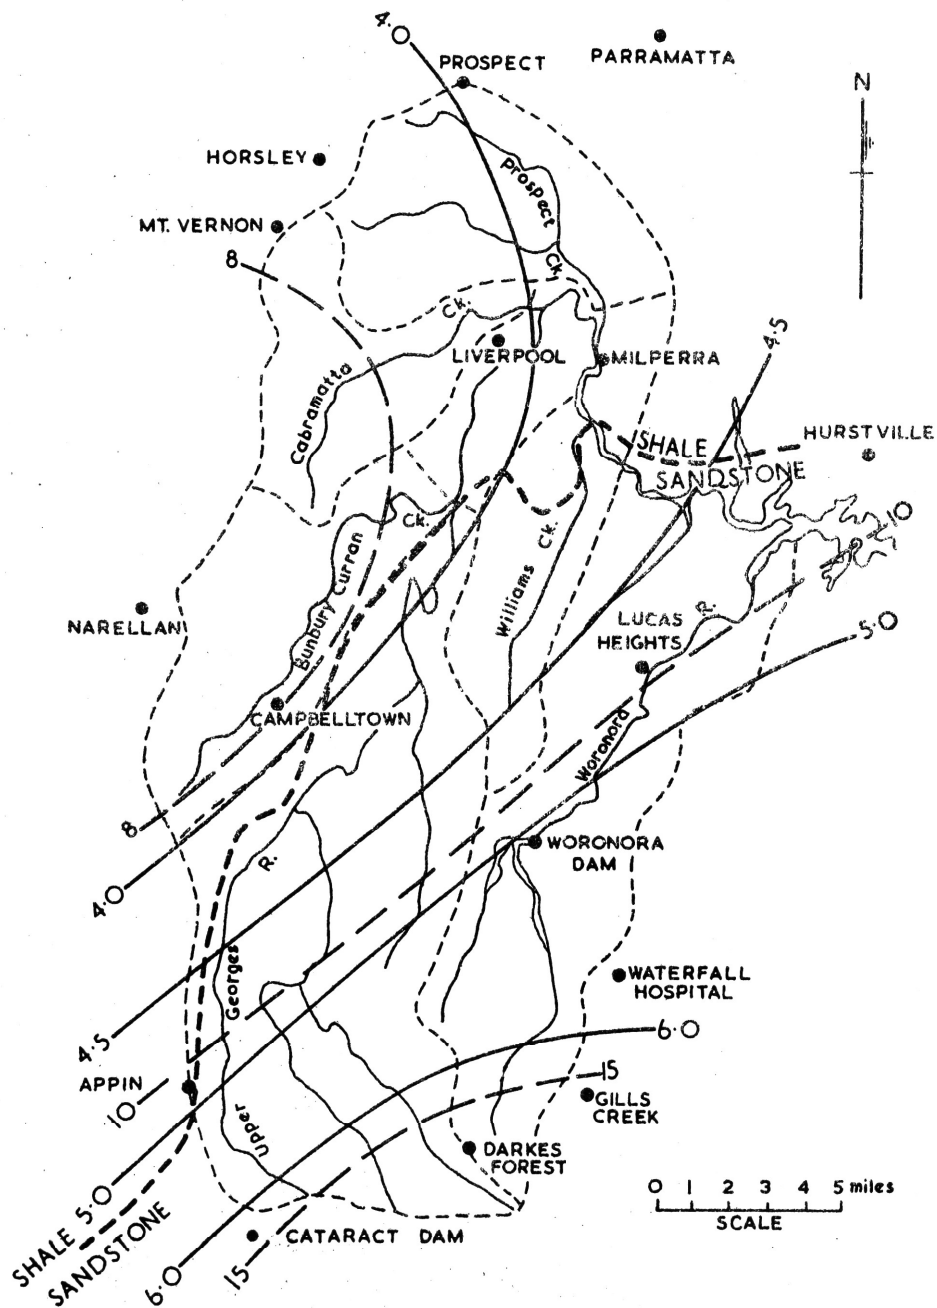 4.0
PARRAMATTA
PROSPECT
N
HORSLEY
Prospect
MT. VERNON
8
Ck.
Ck.
4.5
LIVERPOOL
MILPERRA
Cabramatta
SHALE
HURSTVILLE
SANDSTONE
Ck.
10
Ck.
Curran
Williams
NARELLAN
Bunbury
LUCAS
HEIGHTS
R.
5.0
CAMPBELLTOWN
Woronora
8
WORONORA
DAM
R.
4.0
Georges
WATERFALL
HOSPITAL
4.5
6.0
APPIN
15
10
GILLS
CREEK
Upper
DARKES
FOREST
5.0
0 1 2 3 4 5 miles
SCALE
SHALE
SANDSTONE
CATARACT DAM
6.0
15